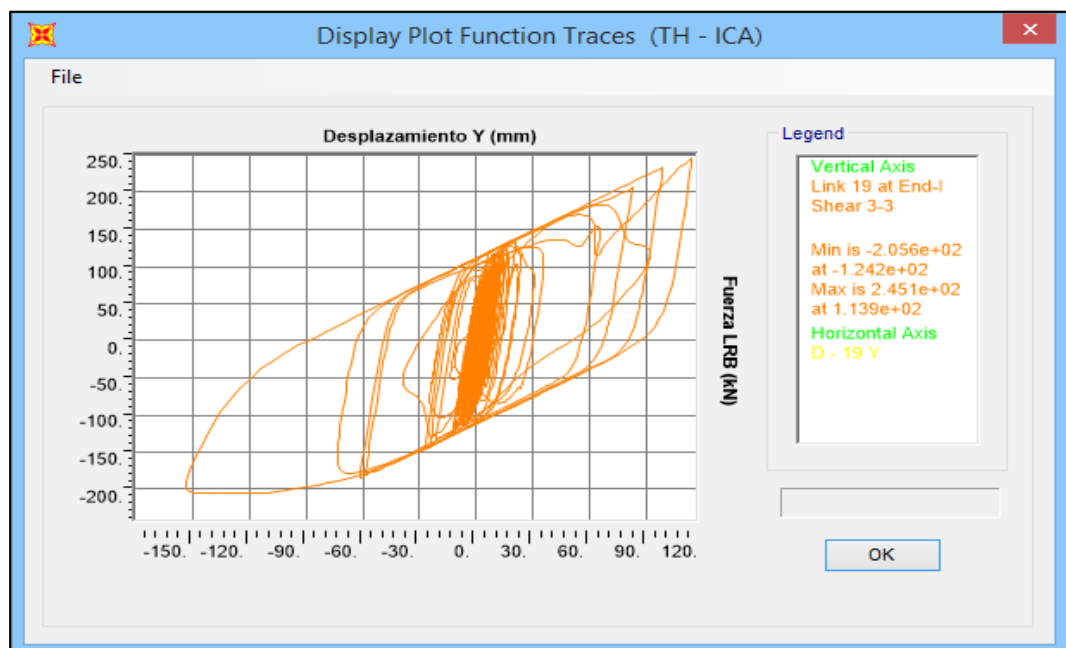 Display Plot Function Traces (TH - ICA)
File
Desplazamiento Y (mm)
250.
200.
150.
100.
50.
0.
-50.
-100.
-150.
-200.
-150. -120. -90. -60. -30. 0. 30. 60. 90. 120.
Fuerza LRB (kN)
Legend
Vertical Axis
Link 19 at End-I
Shear 3-3
Min is -2.056e+02
at -1.242e+02
Max is 2.451e+02
at 1.139e+02
Horizontal Axis
D - 19 Y
OK